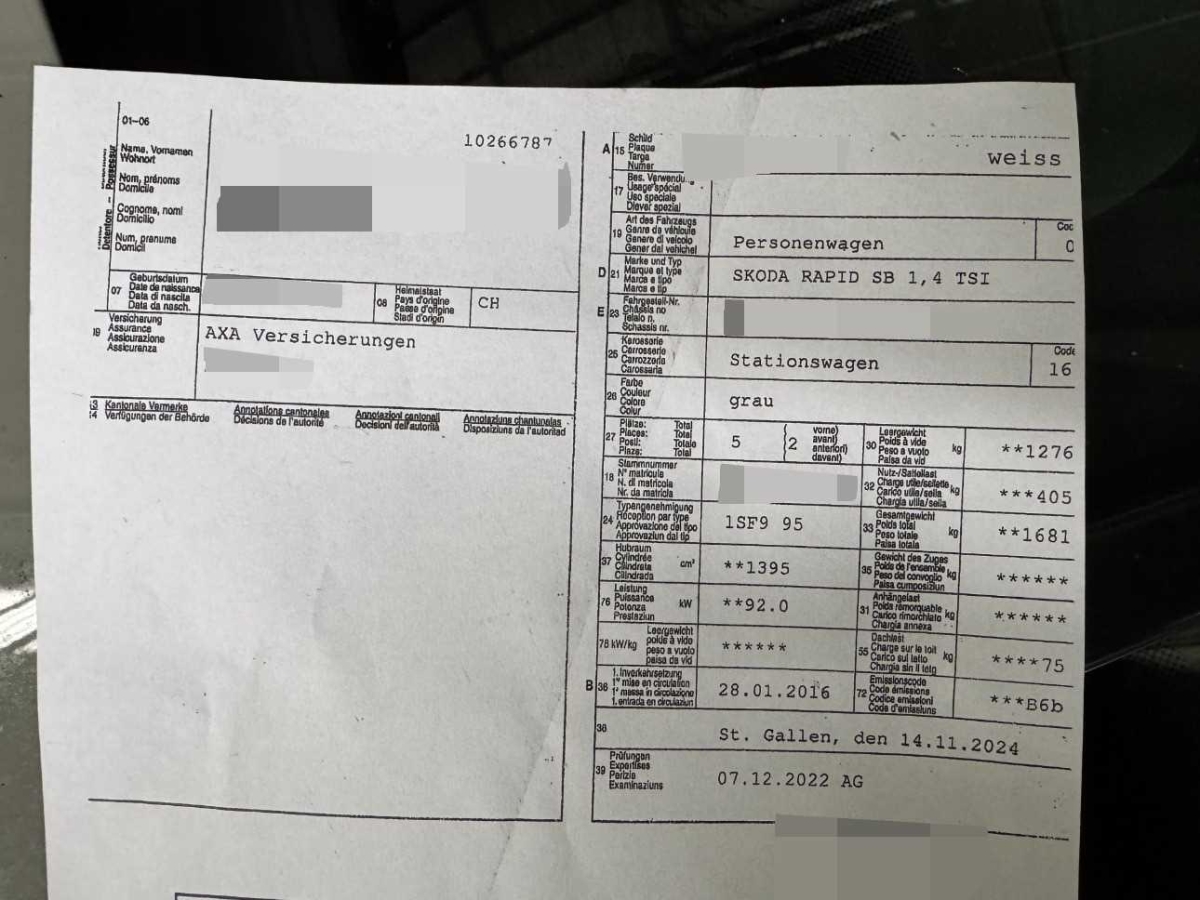 01-06
10266787
Name, Vornamen
Wohnort
Nom, prénoms
Domicile
Cognome, nomi
Domicilio
Num, prenume
Domicil
Detentore - Possessur
07 Geburtsdatum
Date de naissance
Data di nascita
Data da nasch.
08 Heimatstaat
Pays d'origine
Paese d'origine
Stadi d'origin
CH
Versicherung
Assurance
Assicurazione
Assicuranza
AXA Versicherungen
Kantonale Vermerke
Verfügungen der Behörde
Annotations cantonales
Décisions de l'autorité
Annotazioni cantonali
Decisioni dell'autorità
Annotaziuns chantunalas
Disposiziuns da l'autoritad
A 15 Schild
Plaque
Targa
Numer
weiss
17 Bes. Verwendu
Usage spécial
Uso speciale
Diever spezial
19 Art des Fahrzeugs
Genre de véhicule
Genere di veicolo
Gener dal vehichel
Personenwagen
D 21 Marke und Typ
Marque et type
Marca e tipo
Marca e tip
SKODA RAPID SB 1,4 TSI
E 23 Fahrgestell-Nr.
Châssis no
Telaio n.
Schassis nr.
25 Karosserie
Carrosserie
Carrozzeria
Carossaria
Stationswagen
Code
16
26 Farbe
Couleur
Colore
Colur
grau
27 Plätze: Total
Places: Total
Posti: Totale
Plazs: Total
5
2 vorne)
avant)
anteriori)
davant)
30 Leergewicht
Poids à vide
Peso a vuoto
Paisa da vid
kg
**1276
18 Stammnummer
N° matricule
N. di matricola
Nr. da matricla
32 Nutz-/Sattellast
Charge utile/sellette
Carico utile/sella
Chargia utila/sella
kg
***405
24 Typengenehmigung
Réception par type
Approvazione del tipo
Approvaziun dal tip
1SF9 95
33 Gesamtgewicht
Poids total
Peso totale
Paisa totala
kg
**1681
37 Hubraum
Cylindrée
Cilindrata
Cilindrada
cm³
**1395
35 Gewicht des Zuges
Poids de l'ensemble
Peso del convoglio
Paisa cumposiziun
kg
******
76 Leistung
Puissance
Potenza
Prestaziun
kW
**92.0
31 Anhängelast
Poids remorquable
Carico rimorchiato
Chargia annexa
kg
******
78 kW/kg Leergewicht
poids à vide
peso a vuoto
paisa da vid
******
55 Dachlast
Charge sur le toit
Carico sul tetto
Chargia sin il tetg
kg
****75
B 36 1. Inverkehrsetzung
1re mise en circulation
1a messa in circolazione
1. entrada en circulaziun
28.01.2016
72 Emissionscode
Code émissions
Codice emissioni
Code d'emissiuns
***B6b
38
St. Gallen, den 14.11.2024
39 Prüfungen
Expertises
Perizie
Examinaziuns
07.12.2022 AG